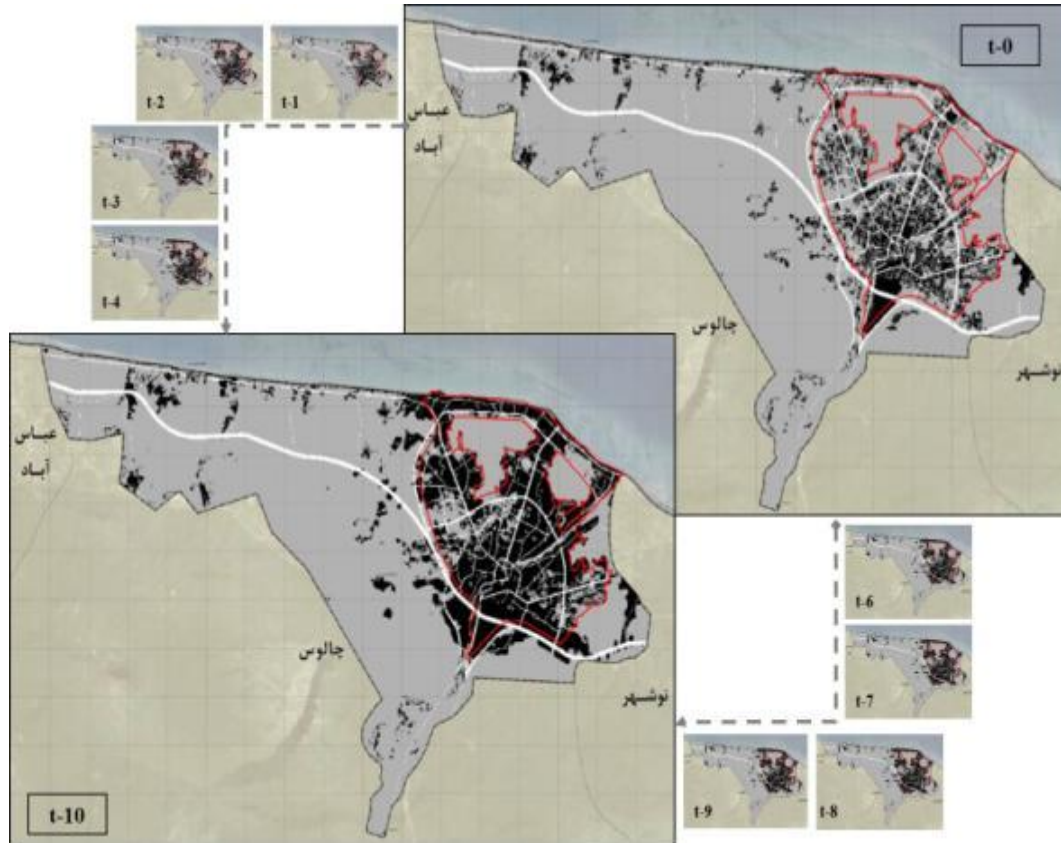 t-0
t-2
t-1
عباس
آباد
t-3
t-4
چالوس
نوشهر
عباس
آباد
چالوس
نوشهر
t-10
t-6
t-7
t-9
t-8